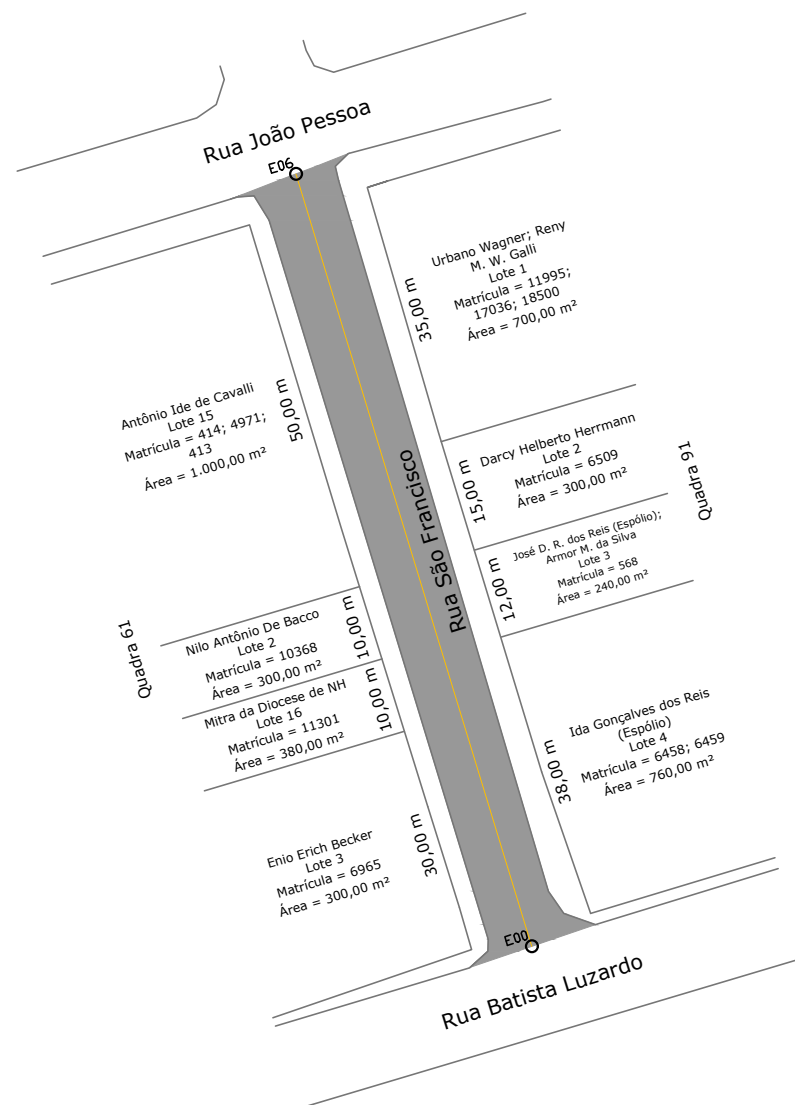 Rua João Pessoa
E06
Urbano Wagner; Reny
M. W. Galli
Lote 1
Matrícula = 11995;
17036; 18500
Área = 700,00 m²
35,00 m
Antônio Ide de Cavalli
Lote 15
Matrícula = 414; 4971;
413
Área = 1.000,00 m²
50,00 m
Darcy Helberto Herrmann
Lote 2
Matrícula = 6509
Área = 300,00 m²
15,00 m
Quadra 91
Rua São Francisco
José D. R. dos Reis (Espólio);
Armor M. da Silva
Lote 3
Matrícula = 568
Área = 240,00 m²
12,00 m
Nilo Antônio De Bacco
Lote 2
Matrícula = 10368
Área = 300,00 m²
10,00 m
Quadra 61
Mitra da Diocese de NH
Lote 16
Matrícula = 11301
Área = 380,00 m²
10,00 m
Ida Gonçalves dos Reis
(Espólio)
Lote 4
Matrícula = 6458; 6459
Área = 760,00 m²
38,00 m
Enio Erich Becker
Lote 3
Matrícula = 6965
Área = 300,00 m²
30,00 m
E00
Rua Batista Luzardo